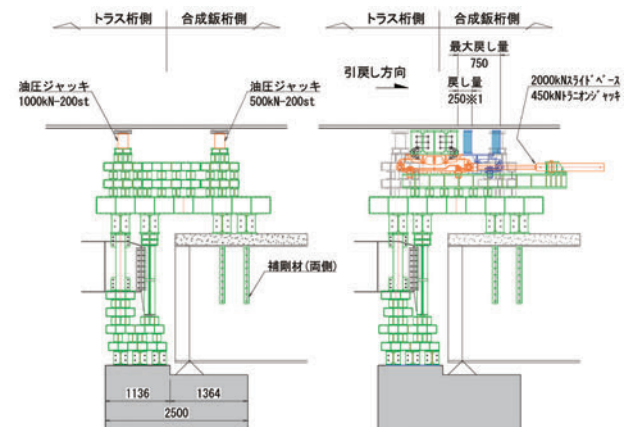 トラス桁側
合成鈑桁側
油圧ジャッキ
1000kN-200st
油圧ジャッキ
500kN-200st
補剛材(両側)
1136
1364
2500
トラス桁側
合成鈑桁側
最大戻し量
750
引戻し方向
戻し量
250※1
2000kNスライドベース
450kNトラニオンジャッキ